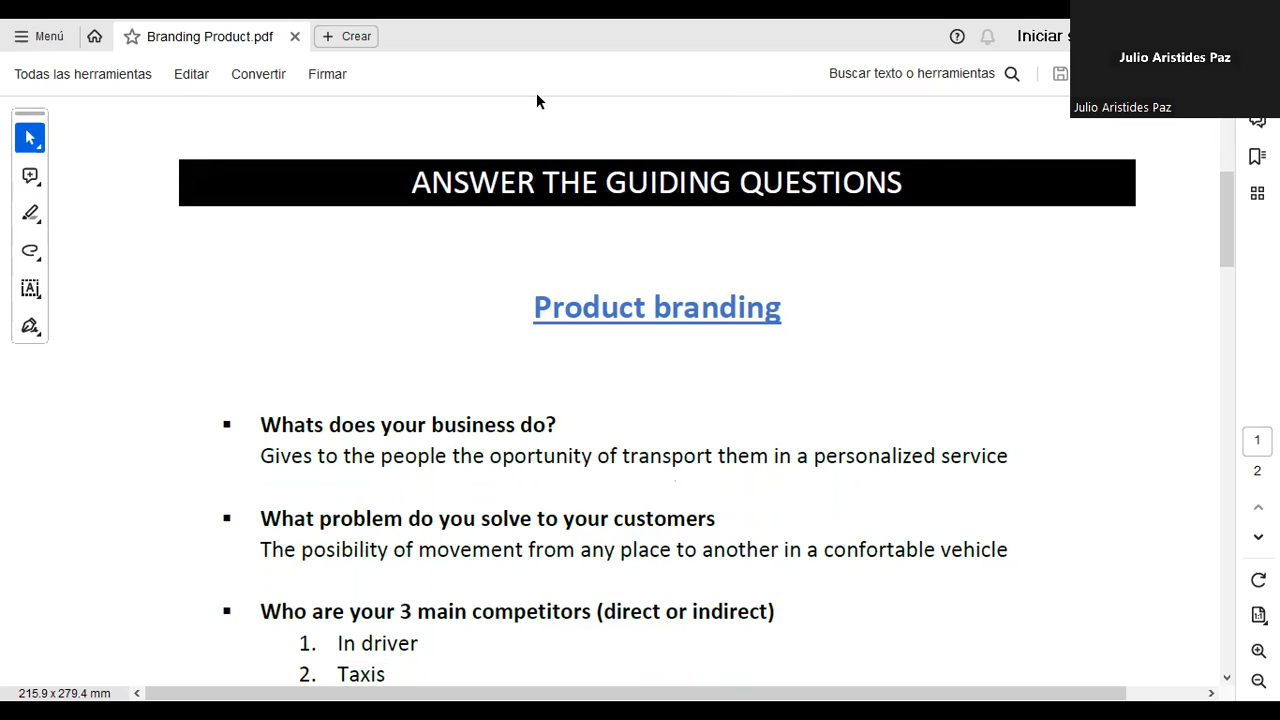 Menú
Branding Product.pdf
Crear
Iniciar
Julio Aristides Paz
Julio Aristides Paz
Todas las herramientas
Editar
Convertir
Firmar
Buscar texto o herramientas
ANSWER THE GUIDING QUESTIONS
Product branding
Whats does your business do?
Gives to the people the oportunity of transport them in a personalized service
What problem do you solve to your customers
The posibility of movement from any place to another in a confortable vehicle
Who are your 3 main competitors (direct or indirect)
1. In driver
2. Taxis
1
2
215.9 x 279.4 mm